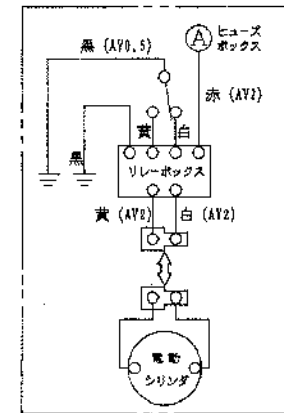 Ⓐ ヒューズ
ボックス
黒 (AV0.5)
赤 (AV2)
黄 白
黒
リレーボックス
黄 (AV2) 白 (AV2)
電動
シリンダ